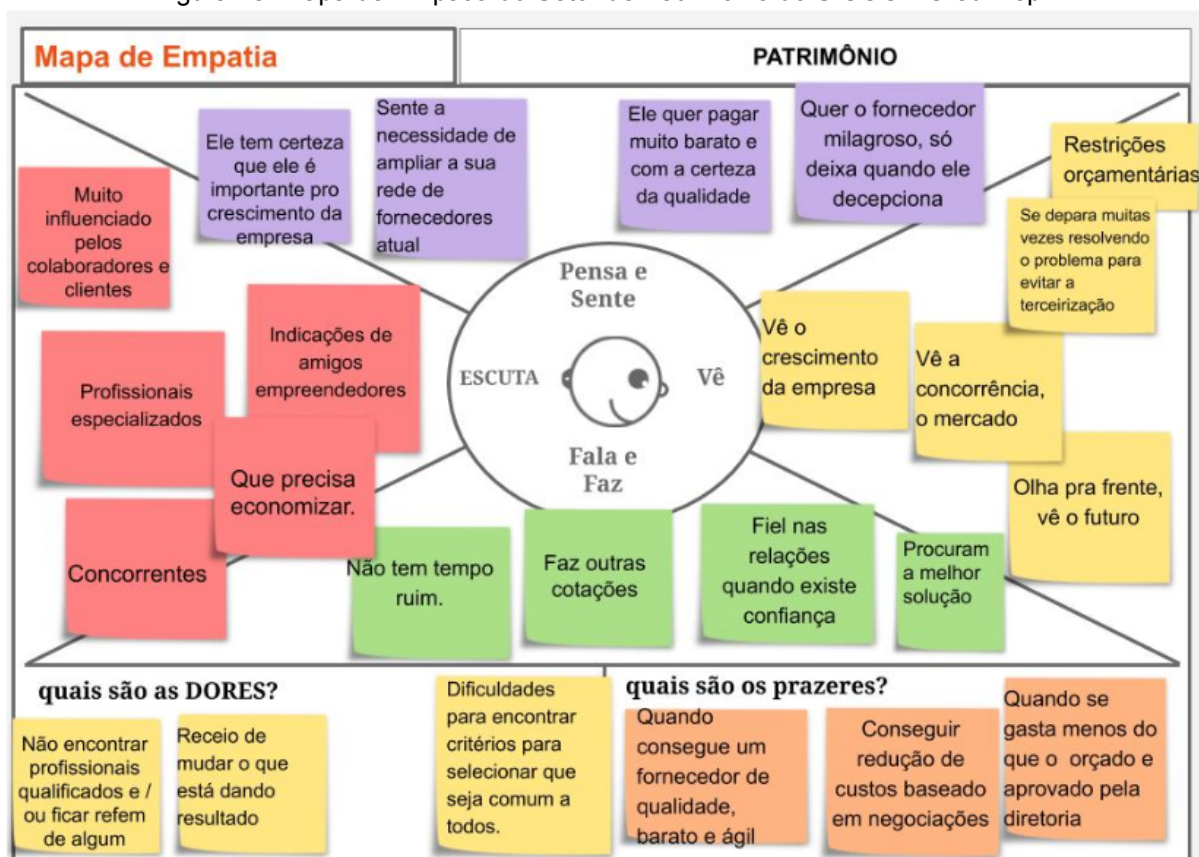 Mapa de Empatia
PATRIMÔNIO
Ele tem certeza
que ele é
importante pro
crescimento da
empresa
Sente a
necessidade de
ampliar a sua
rede de
fornecedores
atual
Ele quer pagar
muito barato e
com a certeza
da qualidade
Quer o fornecedor
milagroso, só
deixa quando ele
decepciona
Restrições
orçamentárias
Se depara muitas
vezes resolvendo
o problema para
evitar a
terceirização
Muito
influenciado
pelos
colaboradores e
clientes
Indicações de
amigos
empreendedores
Profissionais
especializados
Que precisa
economizar.
Concorrentes
Pensa e
Sente
ESCUTA
Vê
Fala e
Faz
Vê o
crescimento
da empresa
Vê a
concorrência,
o mercado
Olha pra frente,
vê o futuro
Não tem tempo
ruim.
Faz outras
cotações
Fiel nas
relações
quando existe
confiança
Procuram
a melhor
solução
quais são as DORES?
Não encontrar
profissionais
qualificados e /
ou ficar refem
de algum
Receio de
mudar o que
está dando
resultado
Dificuldades
para encontrar
critérios para
selecionar que
seja comum a
todos.
quais são os prazeres?
Quando
consegue um
fornecedor de
qualidade,
barato e ágil
Conseguir
redução de
custos baseado
em negociações
Quando se
gasta menos do
que o orçado e
aprovado pela
diretoria